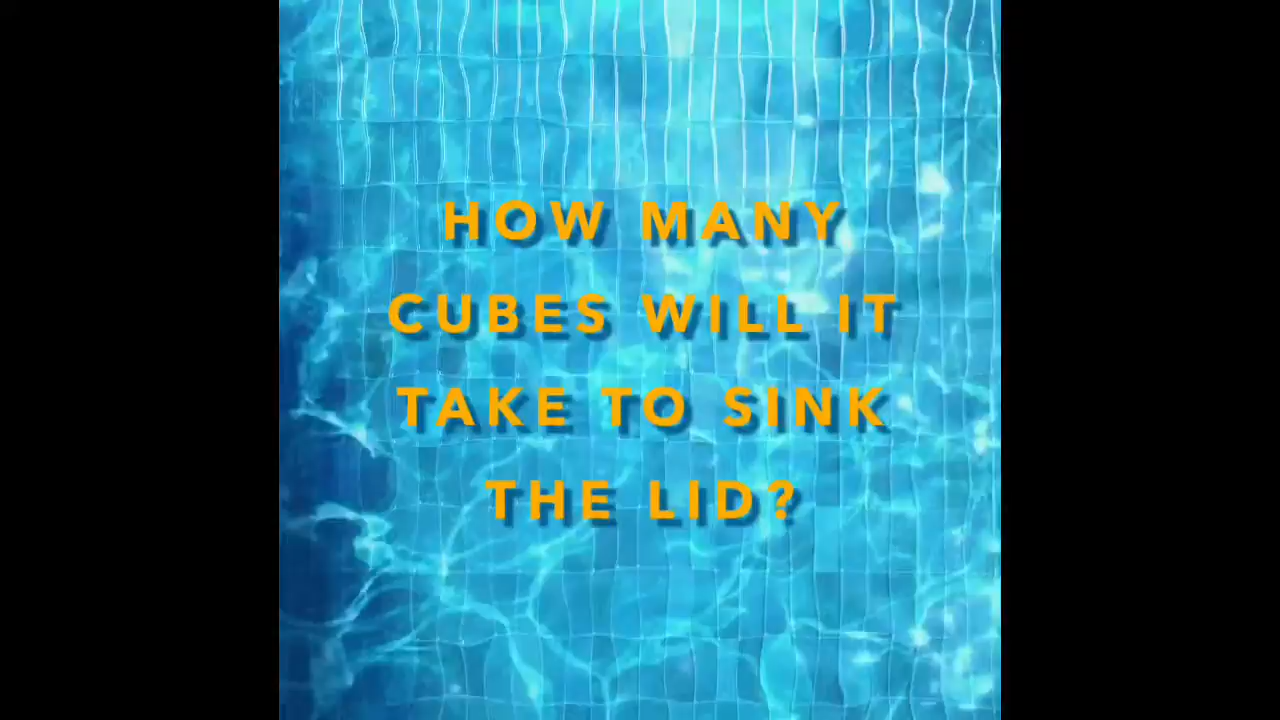 HOW MANY
CUBES WILL IT
TAKE TO SINK
THE LID?